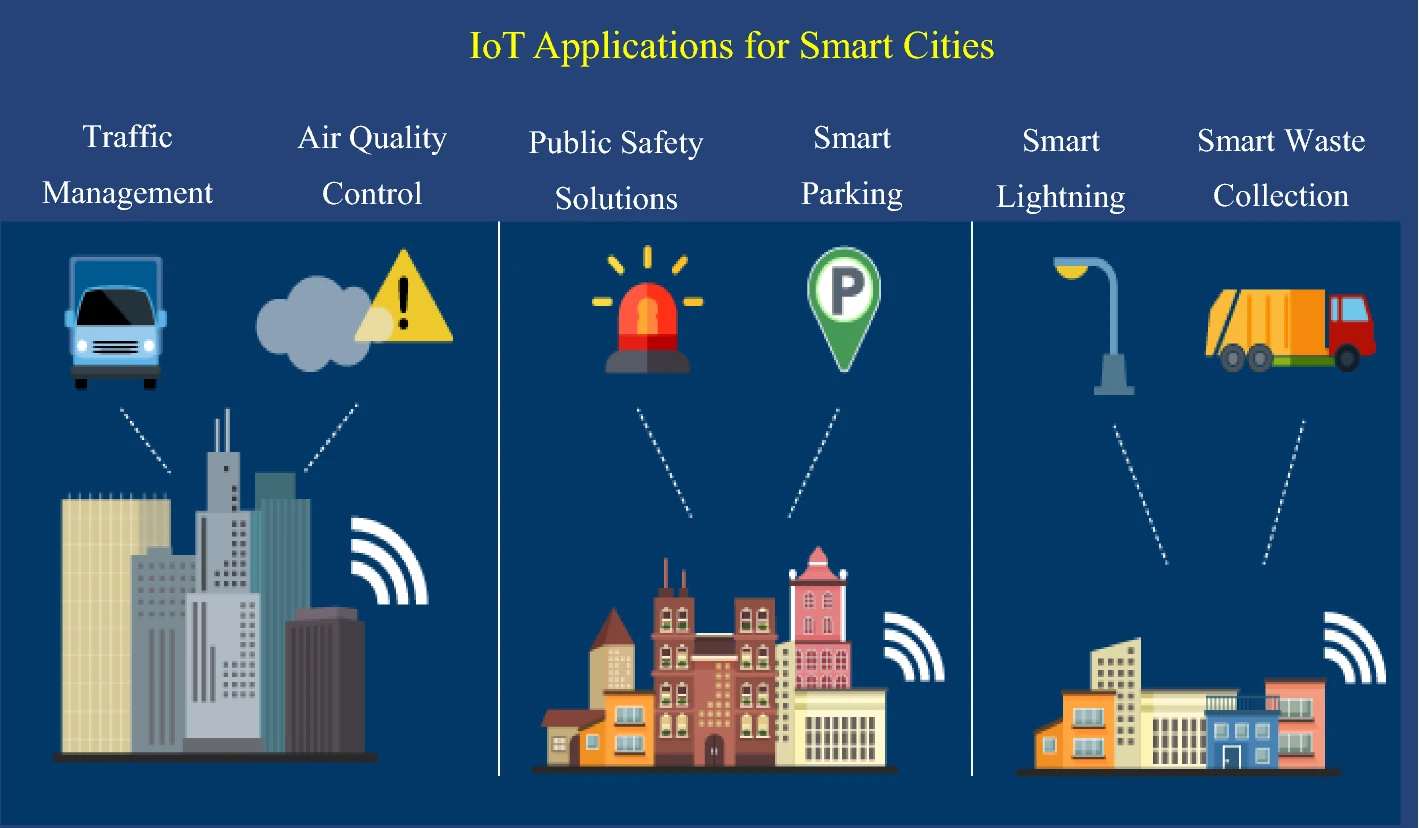 IoT Applications for Smart Cities
Traffic
Management
Air Quality
Control
Public Safety
Solutions
Smart
Parking
Smart
Lightning
Smart Waste
Collection
P